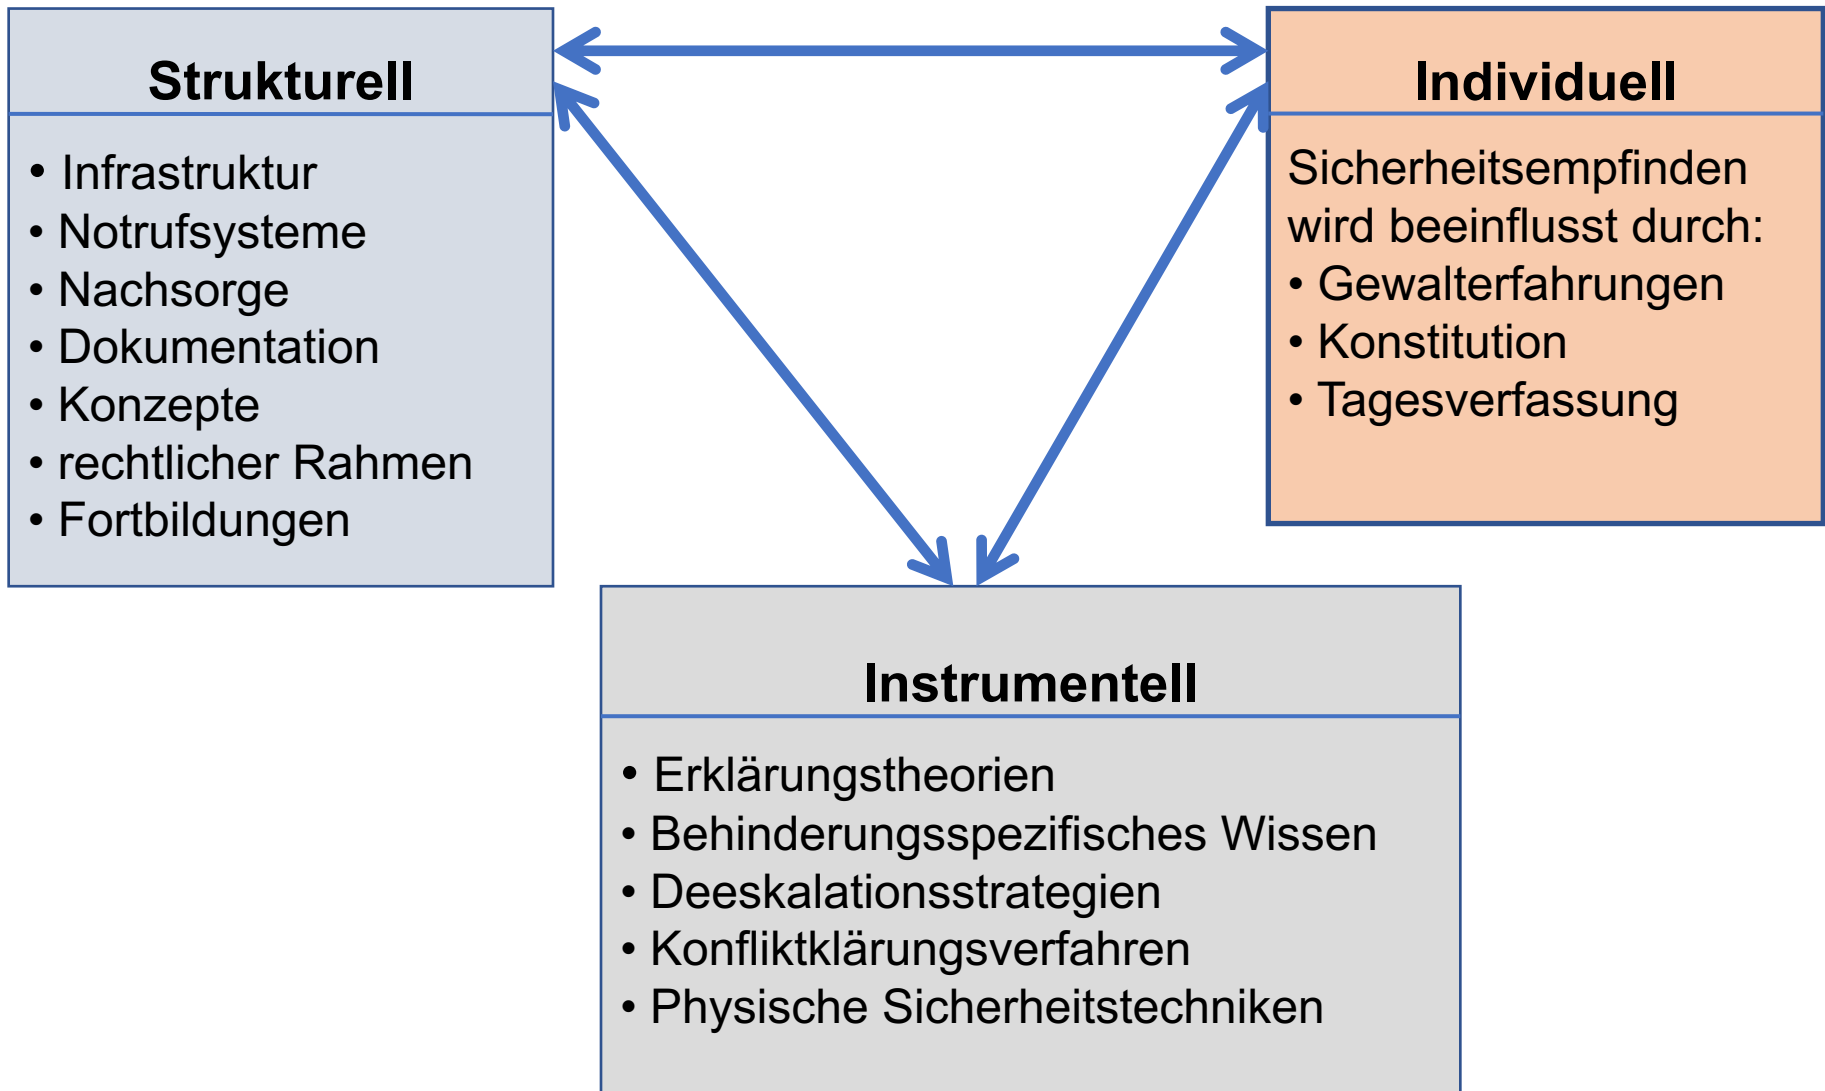 Strukturell
• Infrastruktur
• Notrufsysteme
• Nachsorge
• Dokumentation
• Konzepte
• rechtlicher Rahmen
• Fortbildungen
Individuell
Sicherheitsempfinden
wird beeinflusst durch:
• Gewalterfahrungen
• Konstitution
• Tagesverfassung
Instrumentell
• Erklärungstheorien
• Behinderungsspezifisches Wissen
• Deeskalationsstrategien
• Konfliktklärungsverfahren
• Physische Sicherheitstechniken